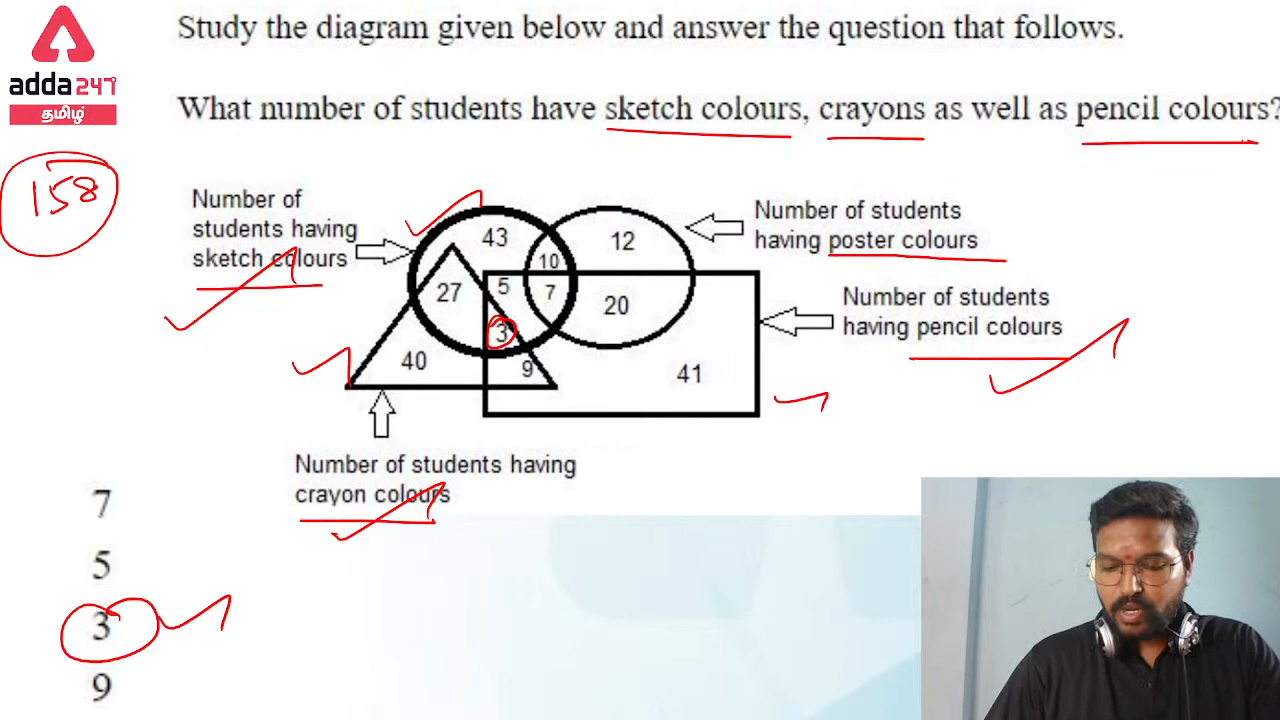 adda247
தமிழ்
Study the diagram given below and answer the question that follows.
What number of students have sketch colours, crayons as well as pencil colours?
158
Number of
students having
sketch colours
Number of students
having poster colours
Number of students
having pencil colours
43
12
10
27
5
7
20
3
40
9
41
Number of students having
crayon colours
7
5
3
9